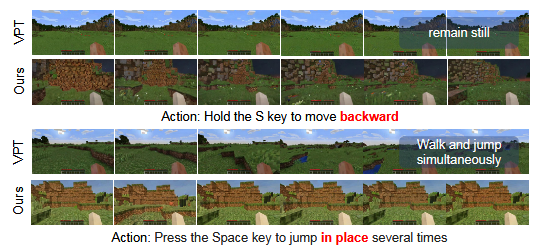 VPT
remain still
Ours
Action: Hold the S key to move backward
VPT
Walk and jump
simultaneously
Ours
Action: Press the Space key to jump in place several times